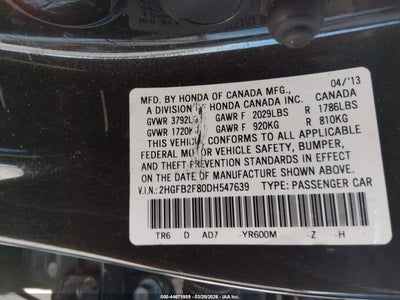 04/'13
MFD. BY HONDA OF CANADA MFG., CANADA
A DIVISION OF HONDA CANADA INC.
GVWR 3792LBS GAWR F 2029LBS R 1786LBS
GVWR 1720KG GAWR F 920KG R 810KG
THIS VEHICLE CONFORMS TO ALL APPLICABLE
FEDERAL MOTOR VEHICLE SAFETY, BUMPER,
AND THEFT PREVENTION STANDARDS IN EFFECT
ON THE DATE OF MANUFACTURE SHOWN ABOVE.
V.I.N.: 2HGFB2F80DH547639 TYPE: PASSENGER CAR
TR6 D AD7 -YR600M -Z -H
000-44671969 - 03/20/2026 - IAA Inc.